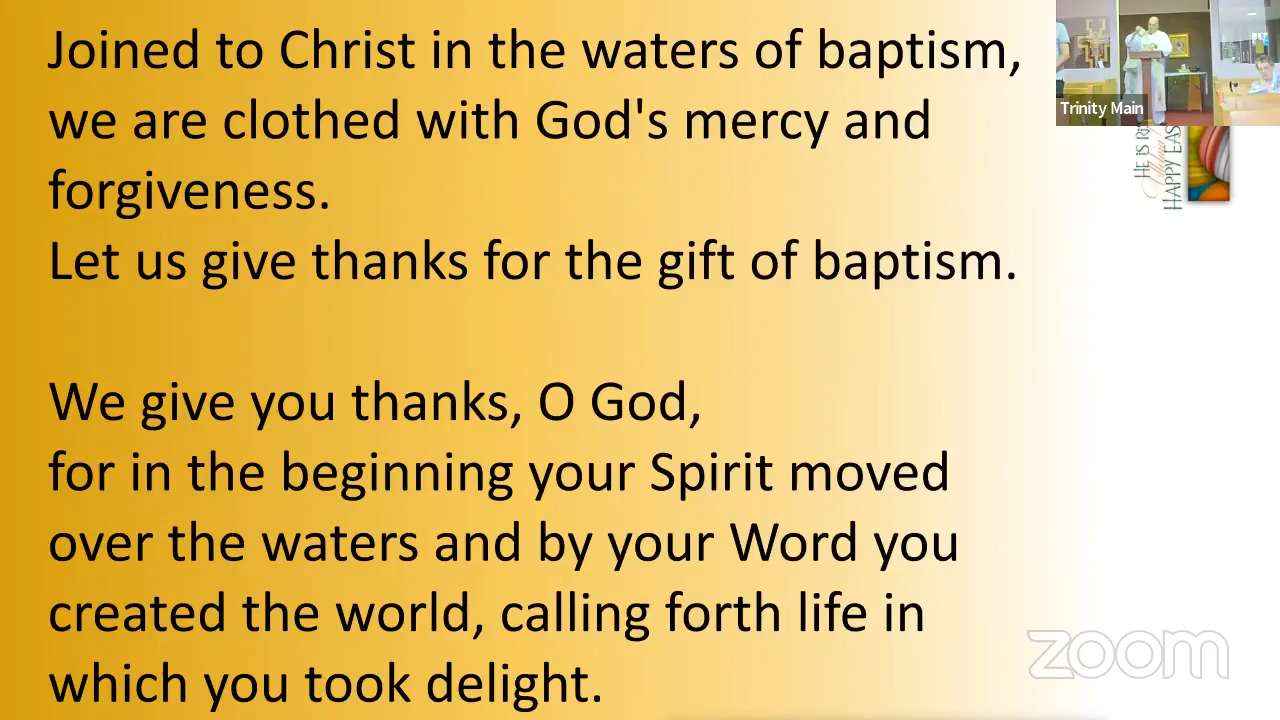 Joined to Christ in the waters of baptism,
we are clothed with God's mercy and
forgiveness.
Let us give thanks for the gift of baptism.
We give you thanks, O God,
for in the beginning your Spirit moved
over the waters and by your Word you
created the world, calling forth life in
which you took delight.
Trinity Main
HE IS
HAPPY
zoom